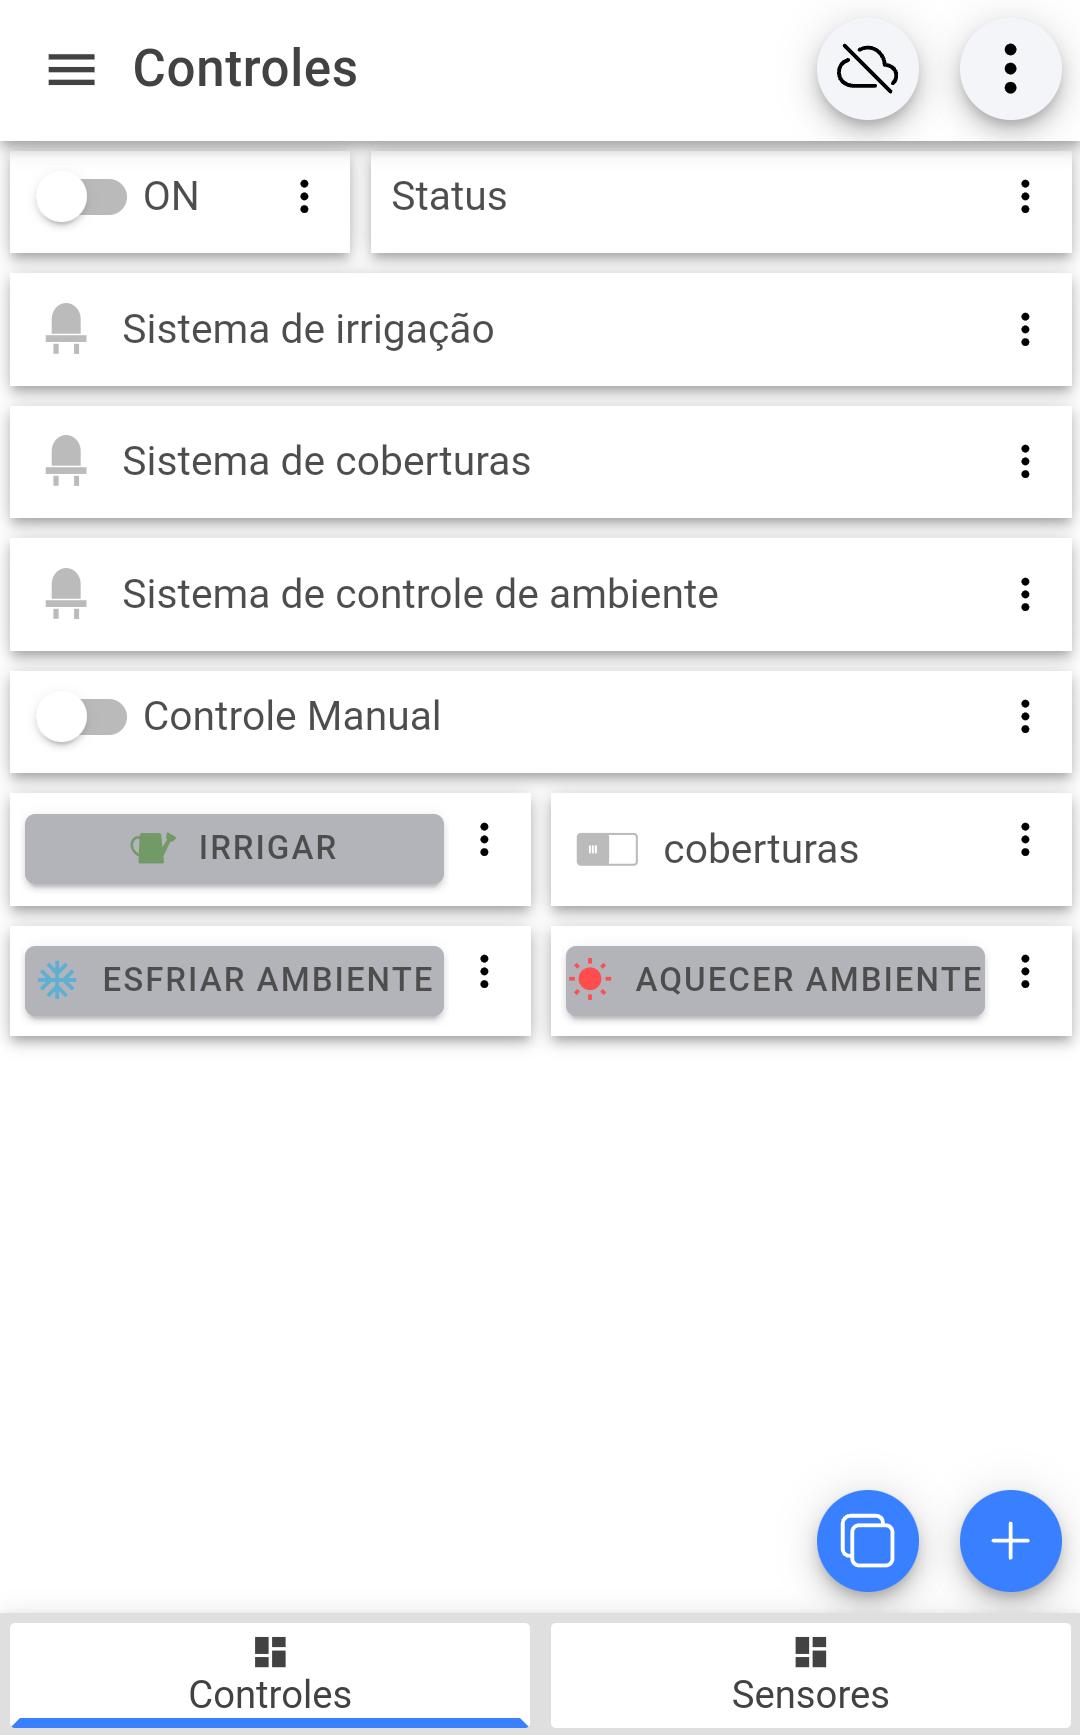 Controles
ON
Status
Sistema de irrigação
Sistema de coberturas
Sistema de controle de ambiente
Controle Manual
IRRIGAR
coberturas
ESFRIAR AMBIENTE
AQUECER AMBIENTE
Controles
Sensores